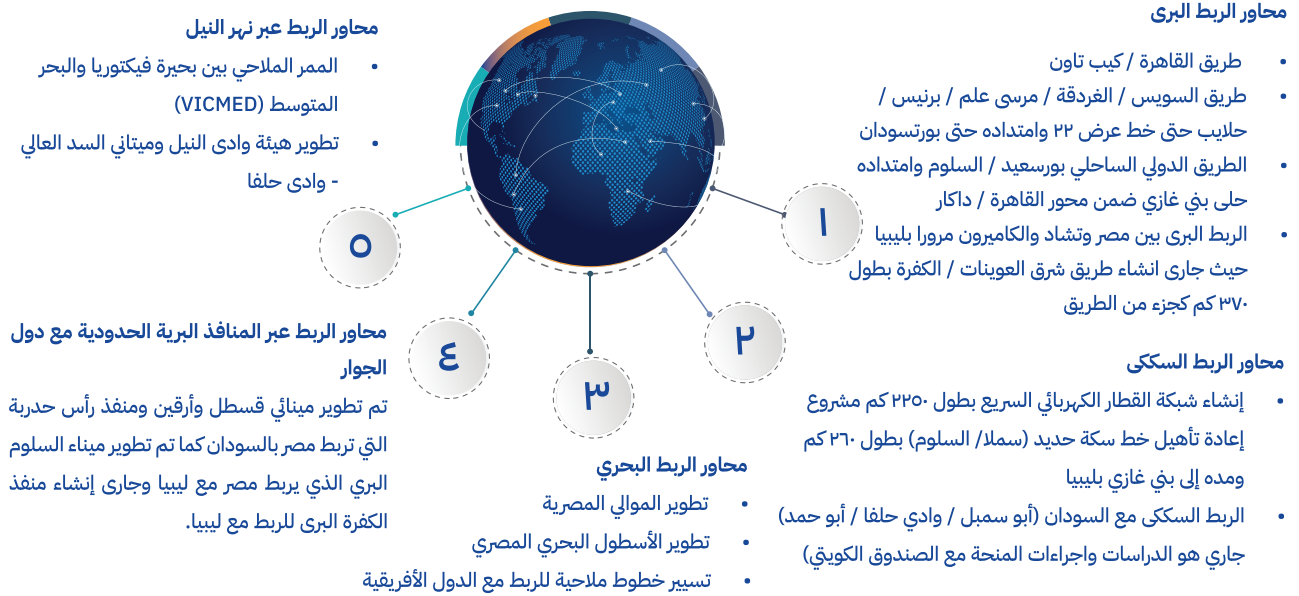 محاور الربط البرى
• طريق القاهرة / كيب تاون
• طريق السويس / الغردقة / مرسى علم / برنيس /
حلايب حتى خط عرض ٢٢ وامتداده حتى بورتسودان
• الطريق الدولي الساحلي بورسعيد / السلوم وامتداده
حلى بني غازي ضمن محور القاهرة / داكار
• الربط البرى بين مصر وتشاد والكاميرون مرورا بليبيا
حيث جارى انشاء طريق شرق العوينات / الكفرة بطول
٣٧٠ كم كجزء من الطريق
١
محاور الربط السككى
• إنشاء شبكة القطار الكهربائي السريع بطول ٢٢٥٠ كم مشروع
إعادة تأهيل خط سكة حديد (سملا/ السلوم) بطول ٢٦٠ كم
ومده إلى بني غازي بليبيا
• الربط السككى مع السودان (أبو سمبل / وادي حلفا / أبو حمد)
جاري هو الدراسات واجراءات المنحة مع الصندوق الكويتي)
٢
محاور الربط البحري
• تطوير الموالي المصرية
• تطوير الأسطول البحري المصري
• تسيير خطوط ملاحية للربط مع الدول الأفريقية
٣
محاور الربط عبر المنافذ البرية الحدودية مع دول
الجوار
تم تطوير مينائي قسطل وأرقين ومنفذ رأس حدربة
التي تربط مصر بالسودان كما تم تطوير ميناء السلوم
البري الذي يربط مصر مع ليبيا وجارى إنشاء منفذ
الكفرة البرى للربط مع ليبيا.
٤
محاور الربط عبر نهر النيل
• الممر الملاحي بين بحيرة فيكتوريا والبحر
المتوسط (VICMED)
• تطوير هيئة وادى النيل وميتاني السد العالي
- وادى حلفا
٥